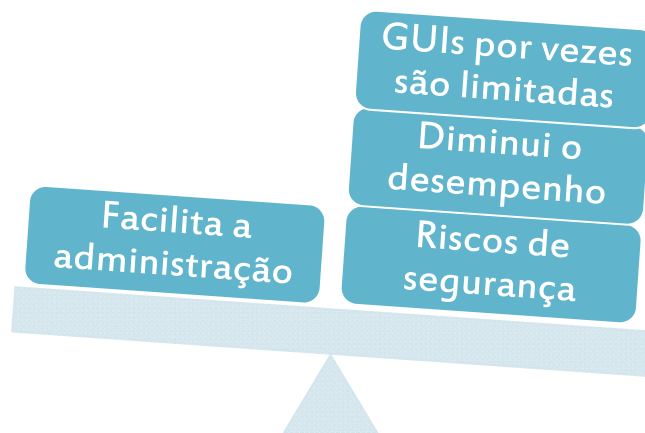 Facilita a
administração
GUIs por vezes
são limitadas
Diminui o
desempenho
Riscos de
segurança